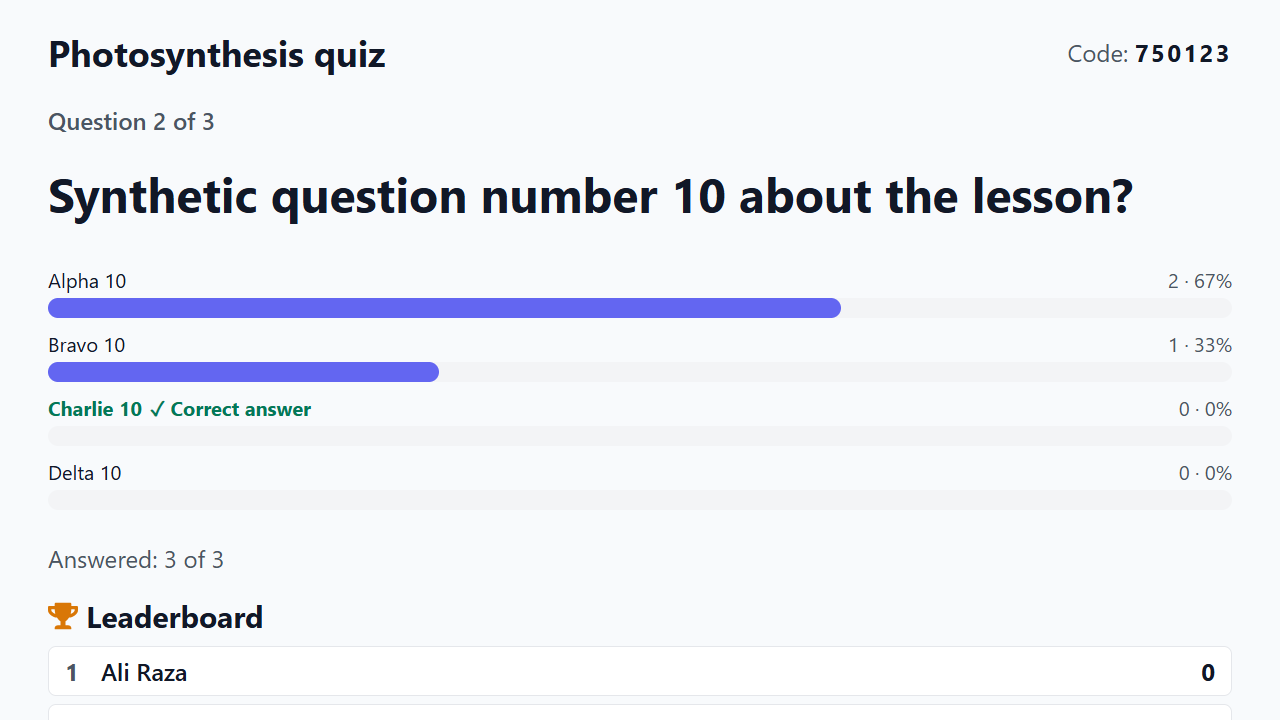 Photosynthesis quiz
Code: 750123
Question 2 of 3
Synthetic question number 10 about the lesson?
Alpha 10
2 · 67%
Bravo 10
1 · 33%
Charlie 10 ✓ Correct answer
0 · 0%
Delta 10
0 · 0%
Answered: 3 of 3
Leaderboard
1 Ali Raza 0